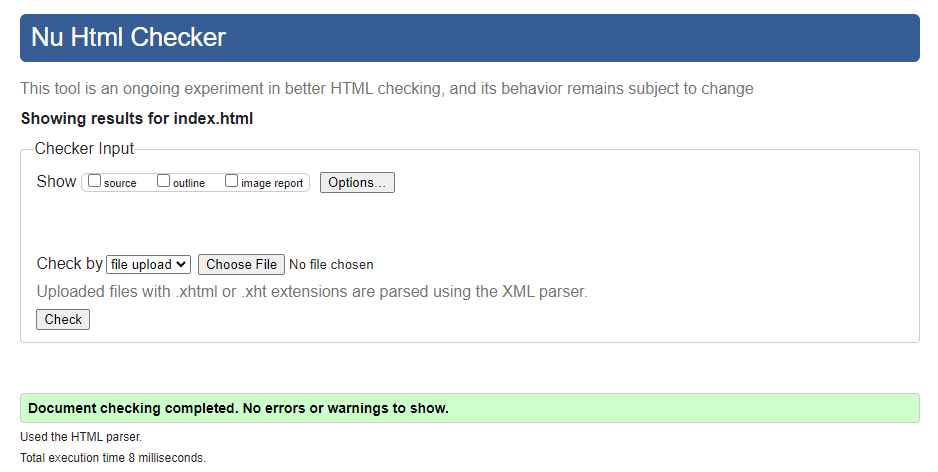 Nu Html Checker
This tool is an ongoing experiment in better HTML checking, and its behavior remains subject to change
Showing results for index.html
Checker Input
Show source outline image report Options...
Check by file upload Choose File No file chosen
Uploaded files with .xhtml or .xht extensions are parsed using the XML parser.
Check
Document checking completed. No errors or warnings to show.
Used the HTML parser.
Total execution time 8 milliseconds.